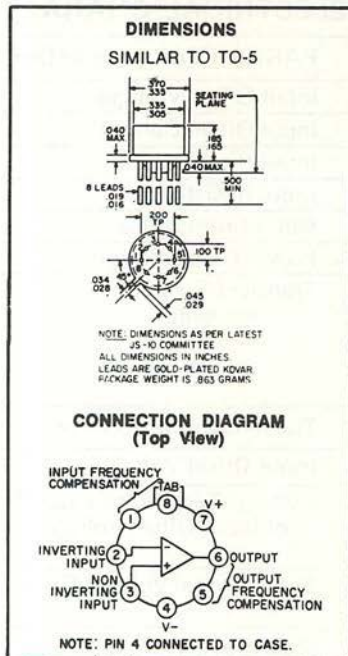 DIMENSIONS
SIMILAR TO TO-5
.370
.335
.335
.305
SEATING
PLANE
.040
MAX
.185
.165
.040 MAX
.500
MIN
8 LEADS
.019
.016
.200
TP
.100 TP
.034
.028
45°
.045
.029
NOTE: DIMENSIONS AS PER LATEST
JS-10 COMMITTEE
ALL DIMENSIONS IN INCHES.
LEADS ARE GOLD-PLATED KOVAR.
PACKAGE WEIGHT IS .863 GRAMS
CONNECTION DIAGRAM
(Top View)
INPUT FREQUENCY
COMPENSATION
TAB
8
V+
1
7
INVERTING
INPUT
2
-
+
6
OUTPUT
NON
INVERTING
INPUT
3
5
OUTPUT
FREQUENCY
COMPENSATION
4
V-
NOTE: PIN 4 CONNECTED TO CASE.